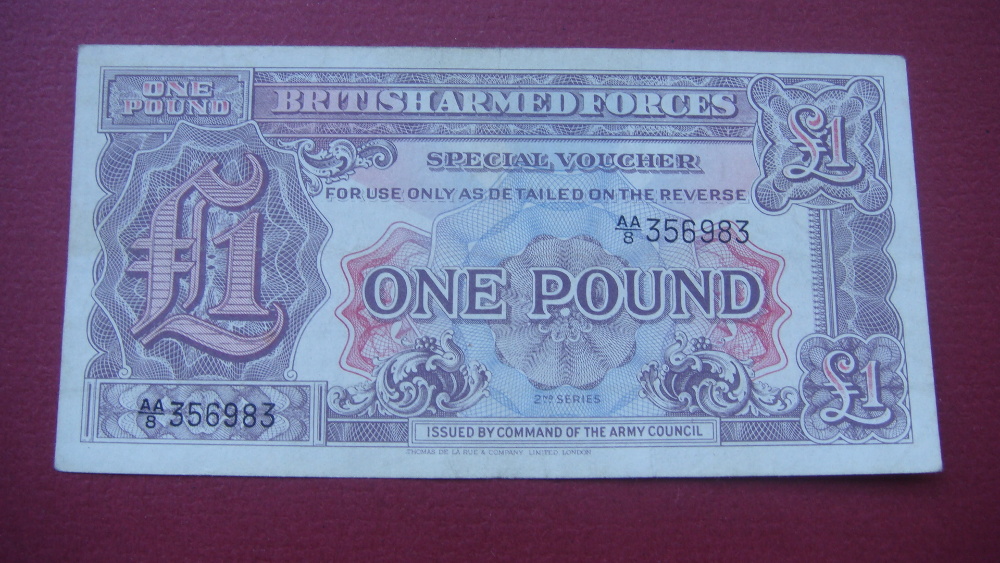 ONE
POUND
BRITISH ARMED FORCES
£1
SPECIAL VOUCHER
FOR USE ONLY AS DETAILED ON THE REVERSE
AA/8 356983
£1
ONE POUND
2ND SERIES
£1
AA/8 356983
ISSUED BY COMMAND OF THE ARMY COUNCIL
THOMAS DE LA RUE & COMPANY, LIMITED, LONDON